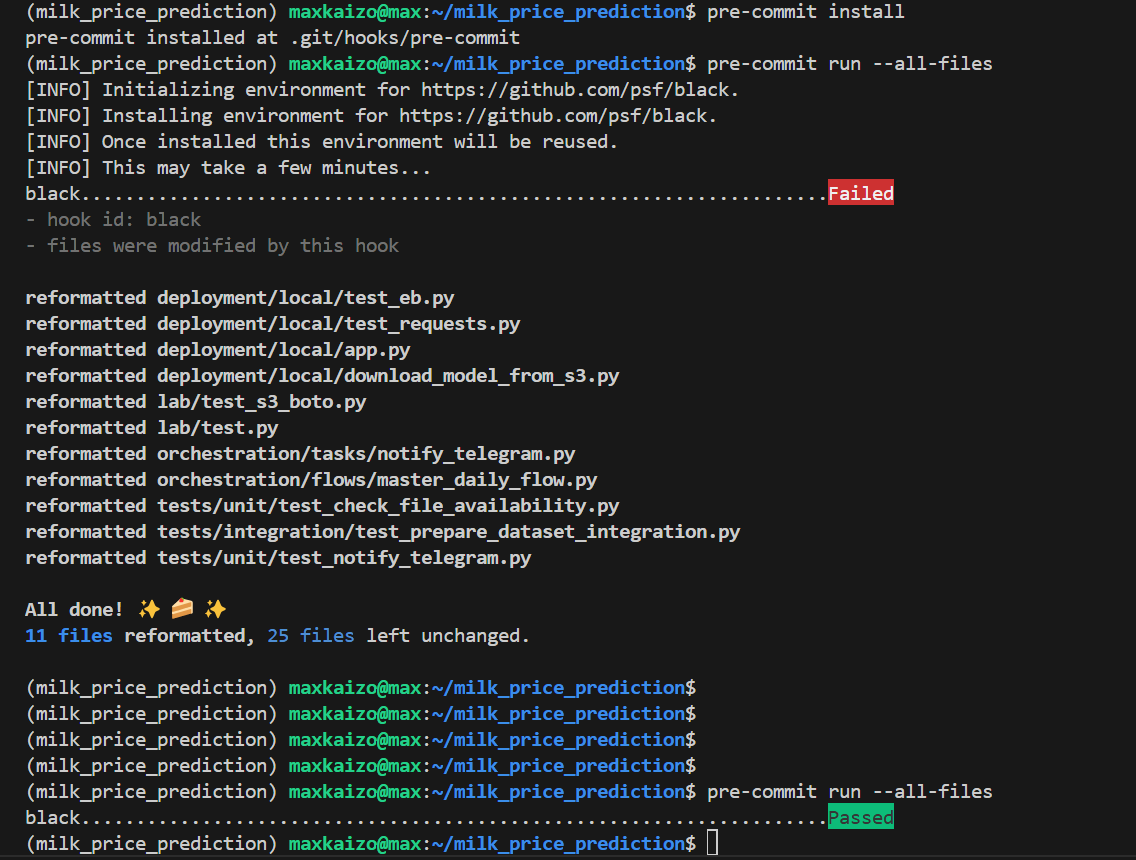 (milk_price_prediction) maxkaizo@max:~/milk_price_prediction$ pre-commit install
pre-commit installed at .git/hooks/pre-commit
(milk_price_prediction) maxkaizo@max:~/milk_price_prediction$ pre-commit run --all-files
[INFO] Initializing environment for https://github.com/psf/black.
[INFO] Installing environment for https://github.com/psf/black.
[INFO] Once installed this environment will be reused.
[INFO] This may take a few minutes...
black....................................................................Failed
- hook id: black
- files were modified by this hook
reformatted deployment/local/test_eb.py
reformatted deployment/local/test_requests.py
reformatted deployment/local/app.py
reformatted deployment/local/download_model_from_s3.py
reformatted lab/test_s3_boto.py
reformatted lab/test.py
reformatted orchestration/tasks/notify_telegram.py
reformatted orchestration/flows/master_daily_flow.py
reformatted tests/unit/test_check_file_availability.py
reformatted tests/integration/test_prepare_dataset_integration.py
reformatted tests/unit/test_notify_telegram.py
All done! ✨ 🍰 ✨
11 files reformatted, 25 files left unchanged.
(milk_price_prediction) maxkaizo@max:~/milk_price_prediction$
(milk_price_prediction) maxkaizo@max:~/milk_price_prediction$
(milk_price_prediction) maxkaizo@max:~/milk_price_prediction$
(milk_price_prediction) maxkaizo@max:~/milk_price_prediction$
(milk_price_prediction) maxkaizo@max:~/milk_price_prediction$ pre-commit run --all-files
black....................................................................Passed
(milk_price_prediction) maxkaizo@max:~/milk_price_prediction$